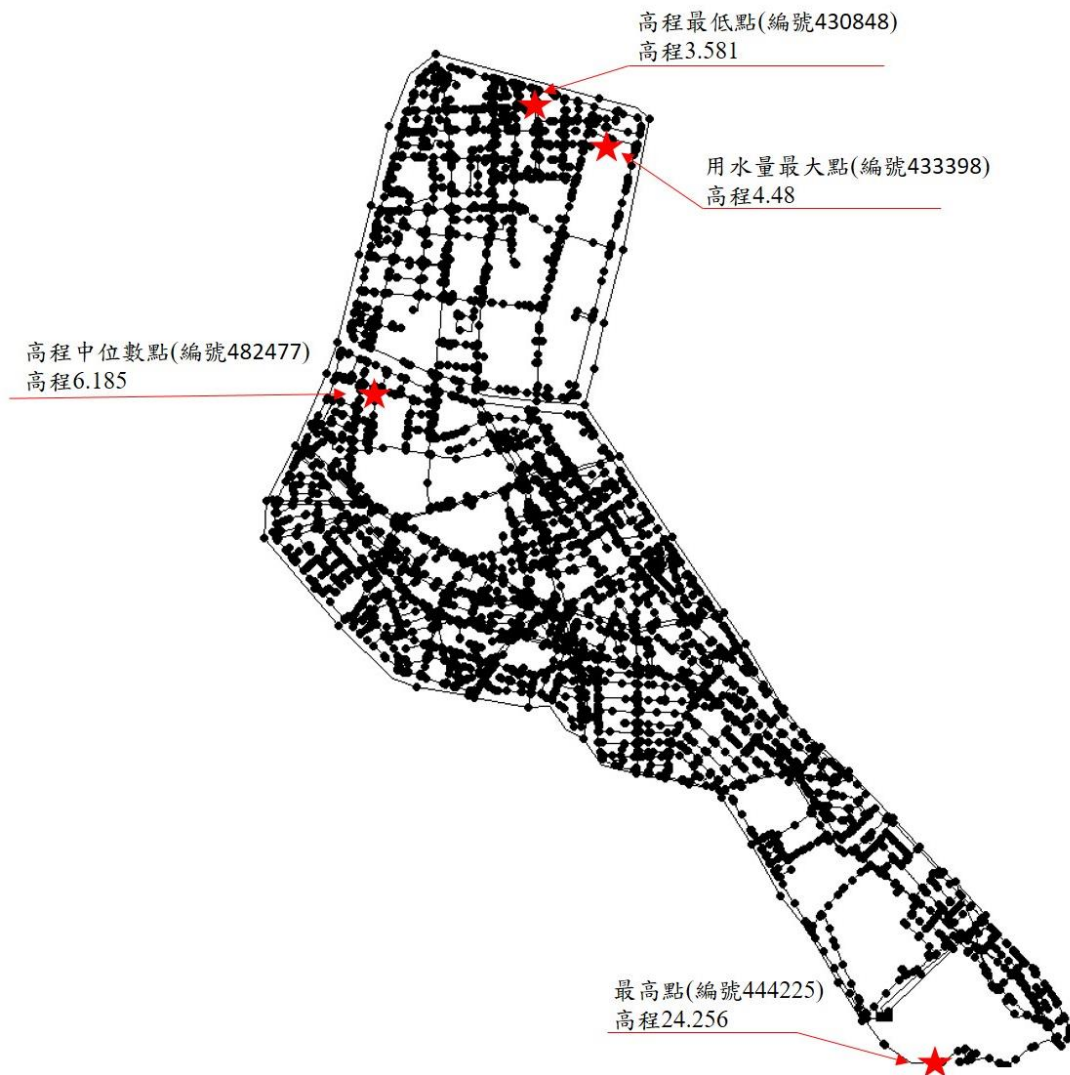 高程最低點(編號430848)
高程3.581
用水量最大點(編號433398)
高程4.48
高程中位數點(編號482477)
高程6.185
最高點(編號444225)
高程24.256